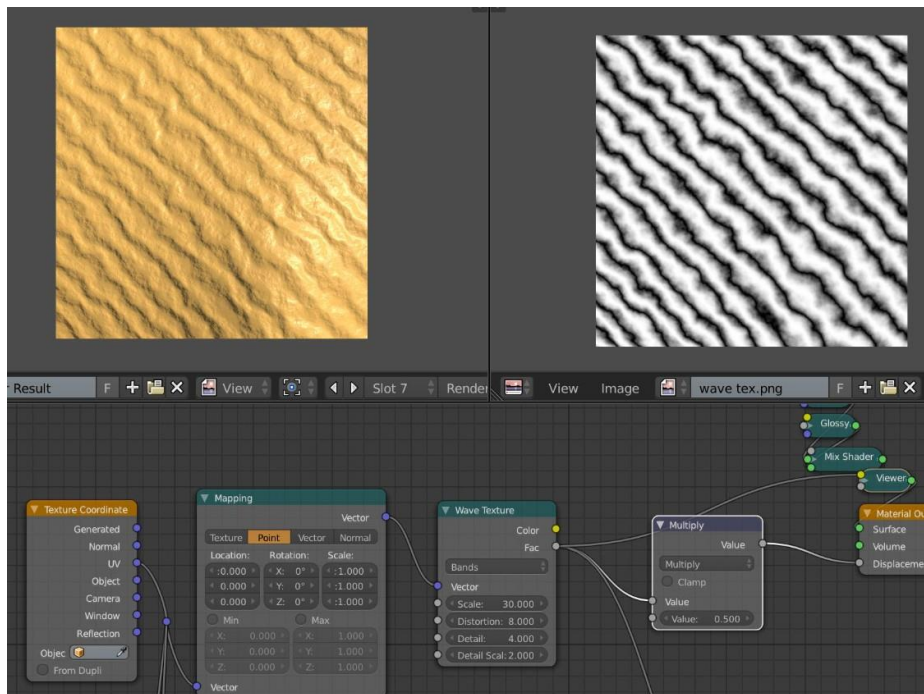 r Result F View Slot 7 Render
View Image wave tex.png F
Glossy
Mix Shader
Viewer
Material Ou
Surface
Volume
Displaceme
Texture Coordinate
Generated
Normal
UV
Object
Camera
Window
Reflection
Objec
From Dupli
Mapping
Vector
Texture Point Vector Normal
Location: Rotation: Scale:
:0.000 X: 0° :1.000
0.000 Y: 0° :1.000
0.000 Z: 0° :1.000
Min Max
X: 0.000 X: 1.000
Y: 0.000 Y: 1.000
Z: 0.000 Z: 1.000
Vector
Wave Texture
Color
Fac
Bands
Vector
Scale: 30.000
Distortion: 8.000
Detail: 4.000
Detail Scal: 2.000
Multiply
Value
Multiply
Clamp
Value
Value: 0.500